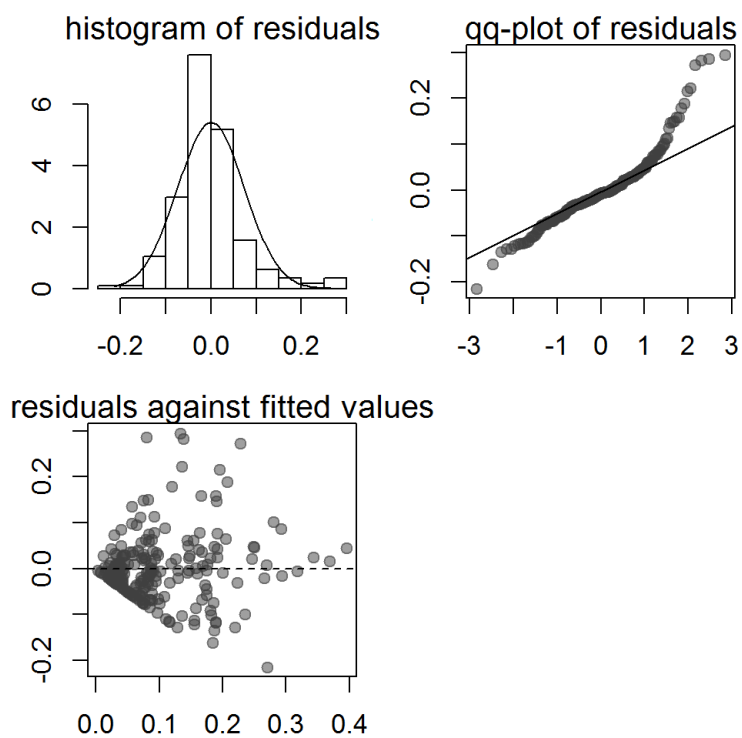 histogram of residuals
6
4
2
0
-0.2 0.0 0.2
qq-plot of residuals
0.2
0.0
-0.2
-3 -1 0 1 2 3
residuals against fitted values
0.2
0.0
-0.2
0.0 0.1 0.2 0.3 0.4